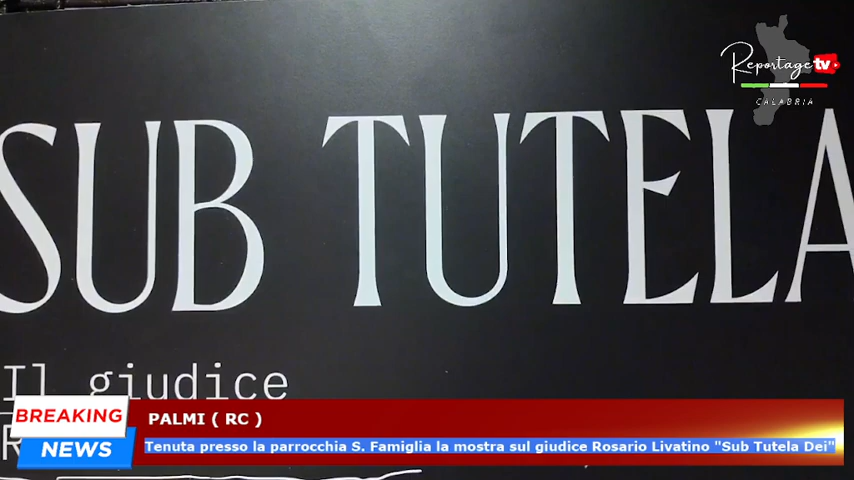 Reportage tv
CALABRIA
SUB TUTELA
Il giudice
R
BREAKING
NEWS
PALMI ( RC )
Tenuta presso la parrocchia S. Famiglia la mostra sul giudice Rosario Livatino "Sub Tutela Dei"